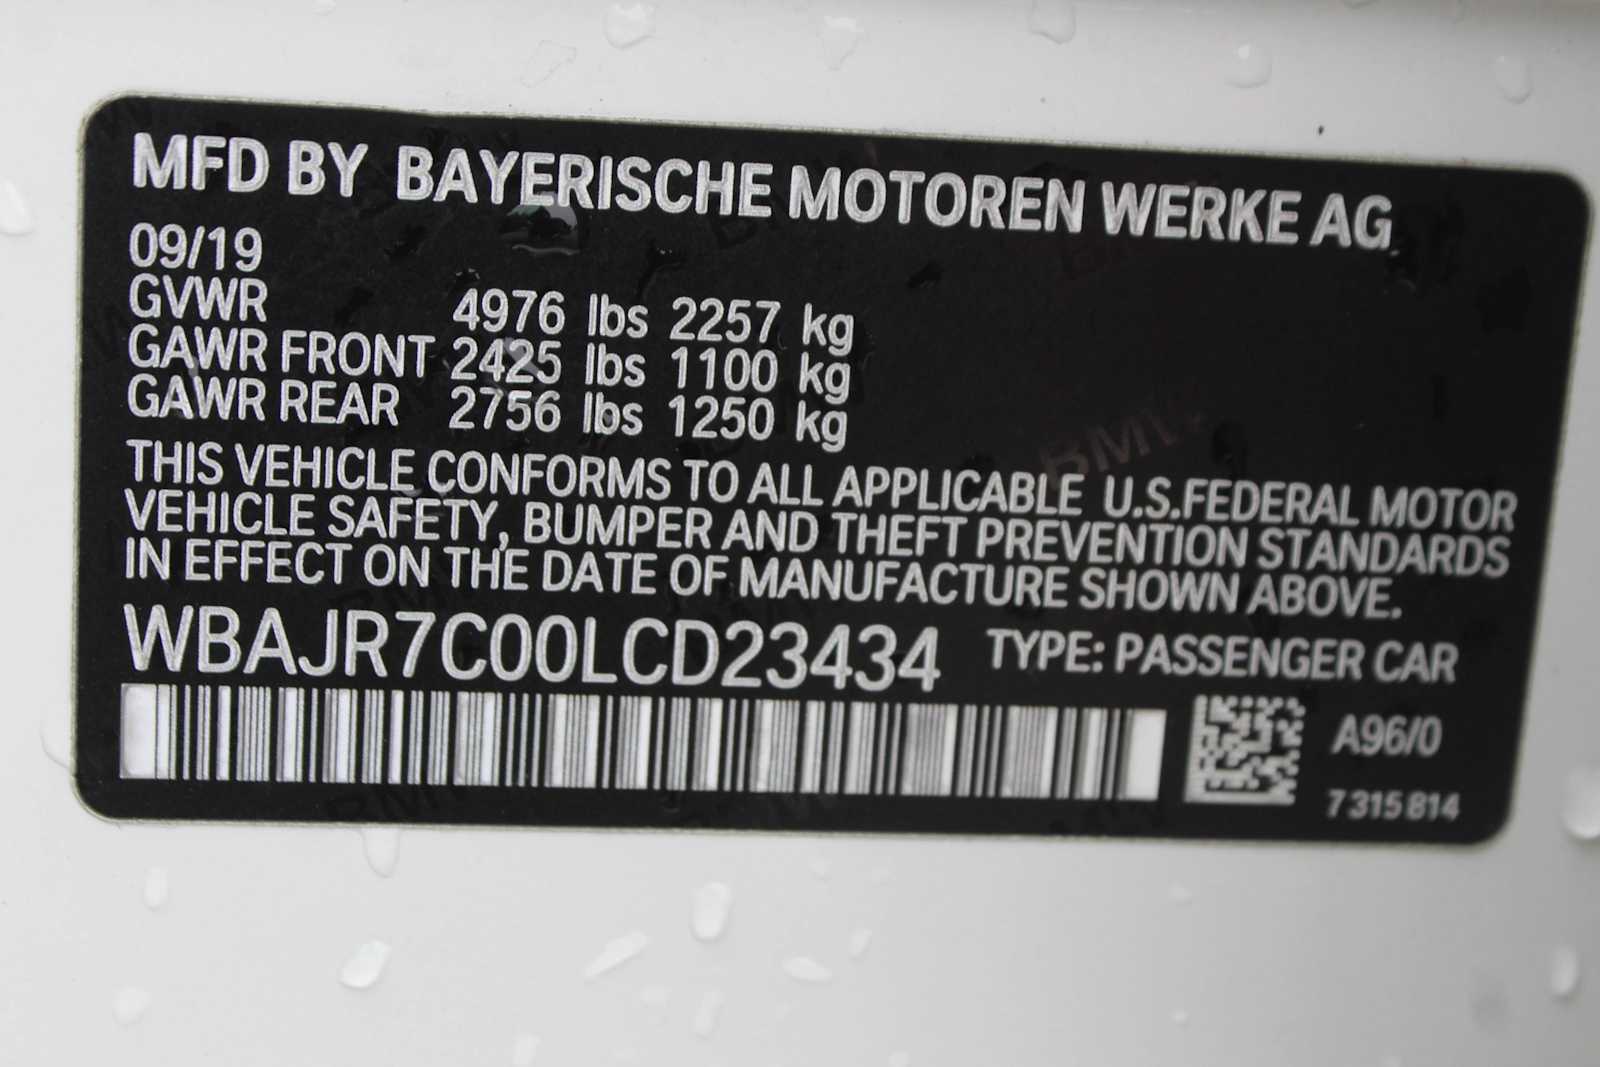 MFD BY BAYERISCHE MOTOREN WERKE AG
09/19
GVWR 4976 lbs 2257 kg
GAWR FRONT 2425 lbs 1100 kg
GAWR REAR 2756 lbs 1250 kg
THIS VEHICLE CONFORMS TO ALL APPLICABLE U.S.FEDERAL MOTOR
VEHICLE SAFETY, BUMPER AND THEFT PREVENTION STANDARDS
IN EFFECT ON THE DATE OF MANUFACTURE SHOWN ABOVE.
WBAJR7C00LCD23434 TYPE: PASSENGER CAR
A96/0
7 315 814